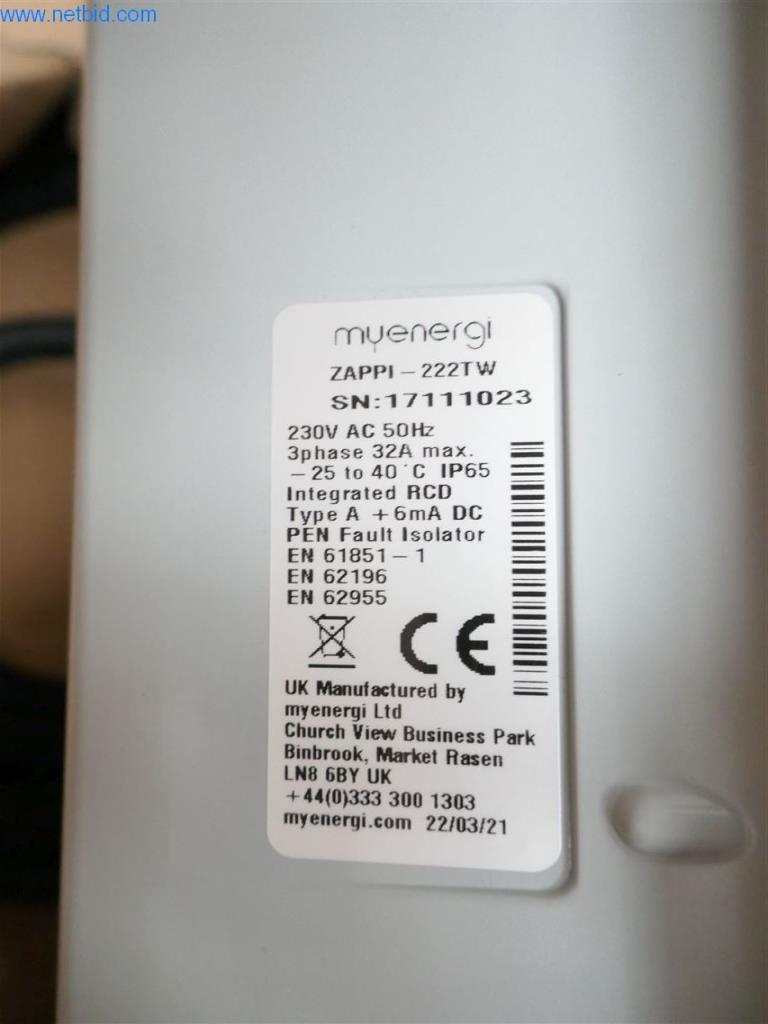 www.netbid.com
myenergi
ZAPPI – 222TW
SN:17111023
230V AC 50Hz
3phase 32A max.
– 25 to 40 °C IP65
Integrated RCD
Type A + 6mA DC
PEN Fault Isolator
EN 61851 – 1
EN 62196
EN 62955
CE
UK Manufactured by
myenergi Ltd
Church View Business Park
Binbrook, Market Rasen
LN8 6BY UK
+44(0)333 300 1303
myenergi.com 22/03/21